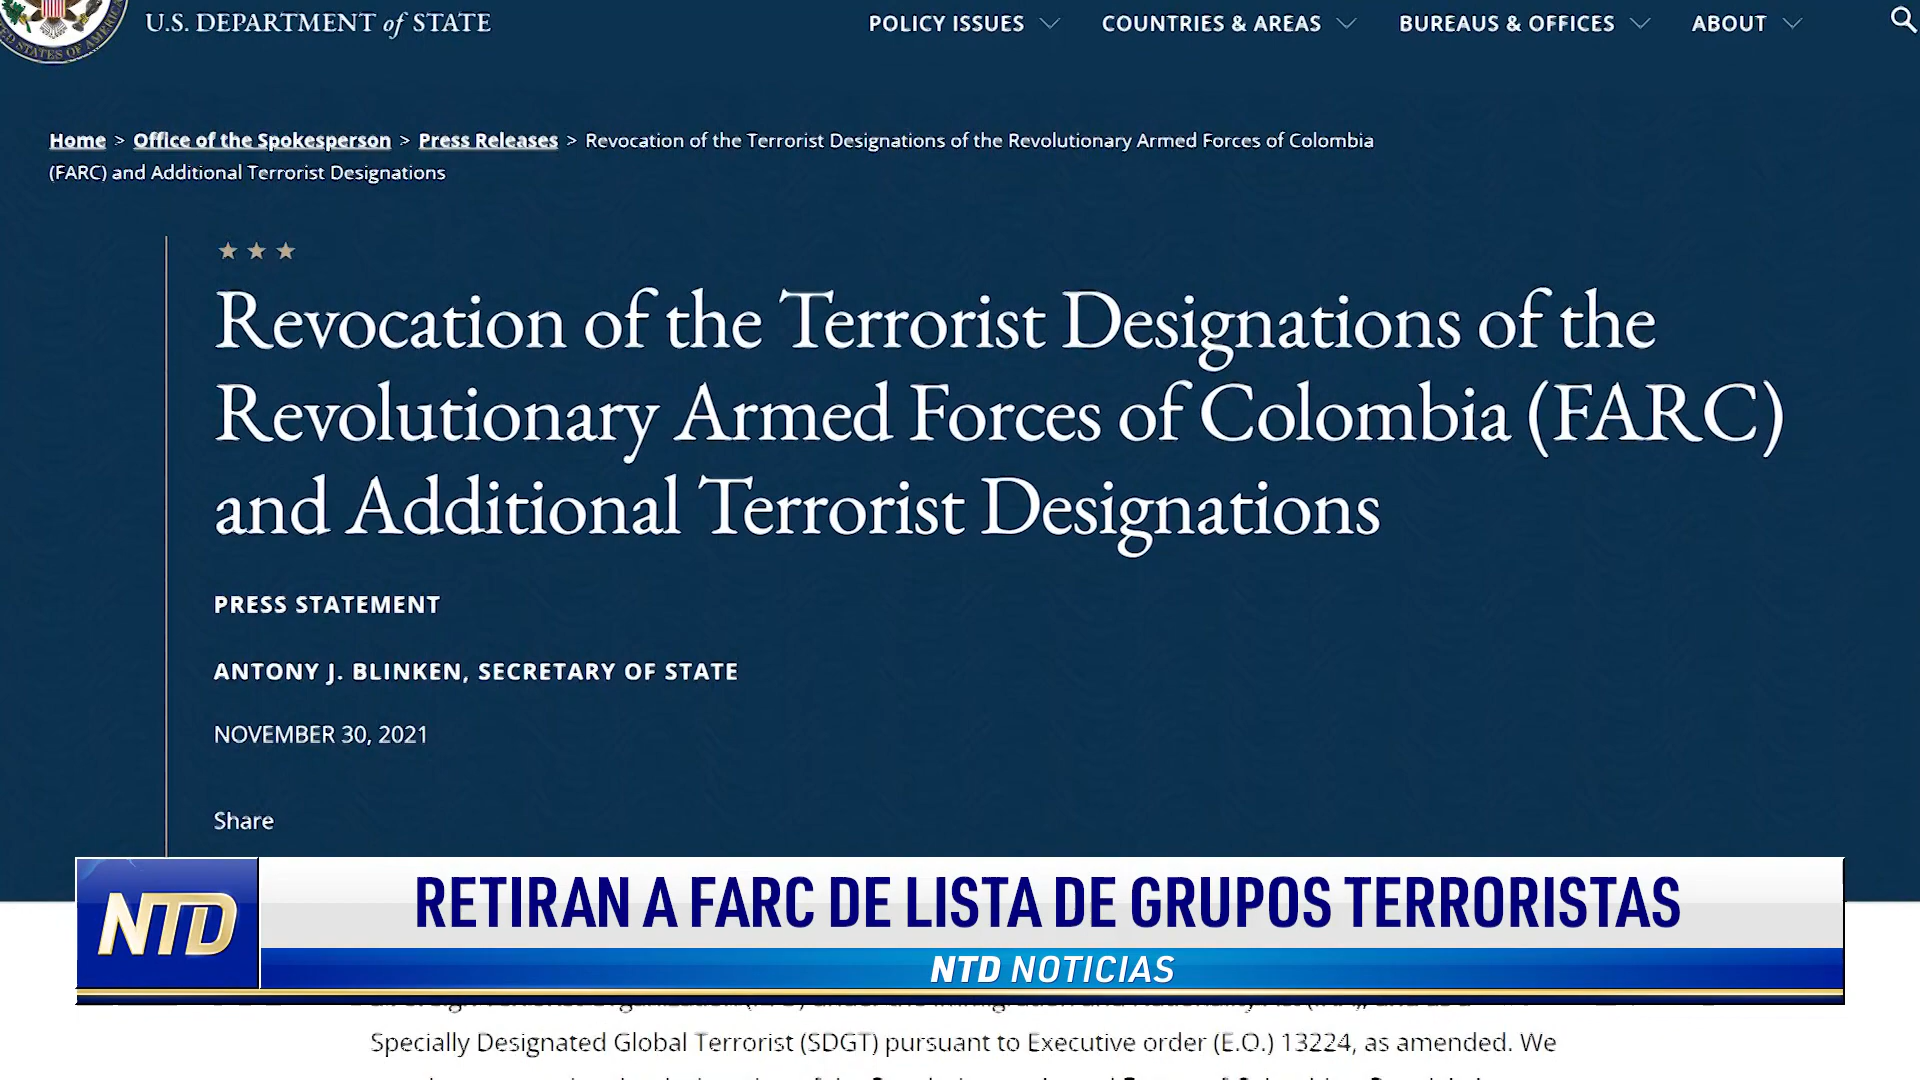 U.S. DEPARTMENT of STATE
POLICY ISSUES
COUNTRIES & AREAS
BUREAUS & OFFICES
ABOUT
Home > Office of the Spokesperson > Press Releases > Revocation of the Terrorist Designations of the Revolutionary Armed Forces of Colombia
(FARC) and Additional Terrorist Designations
Revocation of the Terrorist Designations of the
Revolutionary Armed Forces of Colombia (FARC)
and Additional Terrorist Designations
PRESS STATEMENT
ANTONY J. BLINKEN, SECRETARY OF STATE
NOVEMBER 30, 2021
Share
NTD
RETIRAN A FARC DE LISTA DE GRUPOS TERRORISTAS
NTD NOTICIAS
Specially Designated Global Terrorist (SDGT) pursuant to Executive order (E.O.) 13224, as amended. We